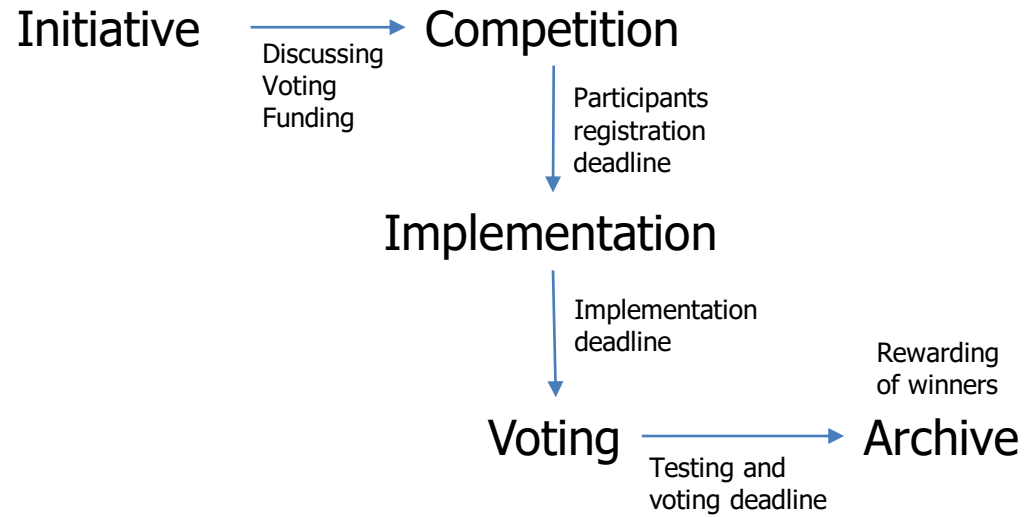 Initiative
Discussing
Voting
Funding
Competition
Participants
registration
deadline
Implementation
Implementation
deadline
Voting
Testing and
voting deadline
Rewarding
of winners
Archive